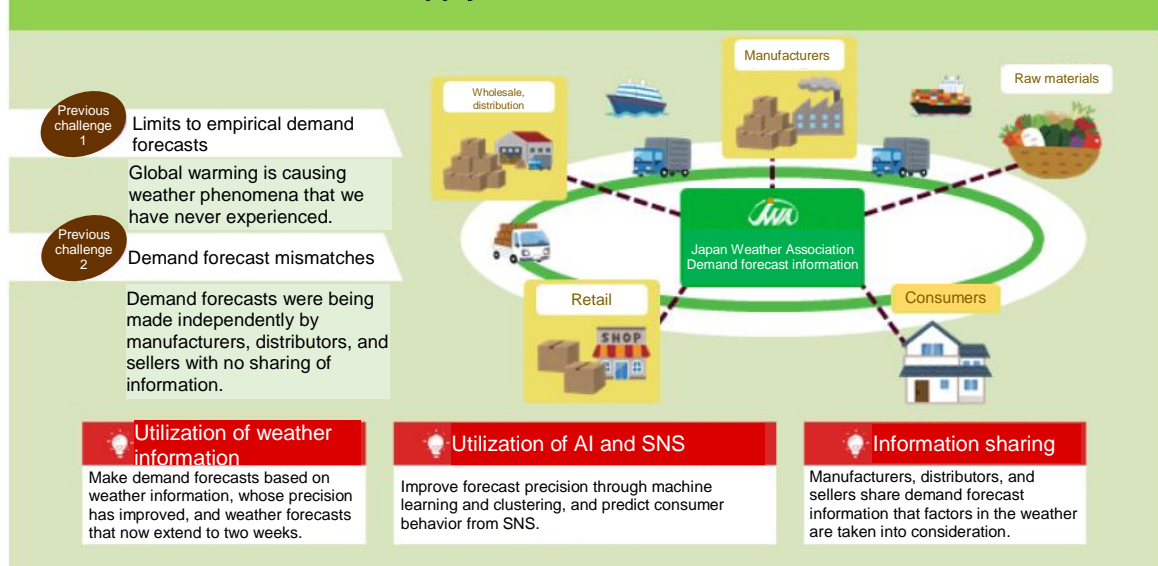 Previous
challenge
1
Limits to empirical demand
forecasts
Global warming is causing
weather phenomena that we
have never experienced.
Previous
challenge
2
Demand forecast mismatches
Demand forecasts were being
made independently by
manufacturers, distributors, and
sellers with no sharing of
information.
Wholesale,
distribution
Manufacturers
Raw materials
JWA
Japan Weather Association
Demand forecast information
Retail
SHOP
Consumers
Utilization of weather
information
Make demand forecasts based on
weather information, whose precision
has improved, and weather forecasts
that now extend to two weeks.
Utilization of AI and SNS
Improve forecast precision through machine
learning and clustering, and predict consumer
behavior from SNS.
Information sharing
Manufacturers, distributors, and
sellers share demand forecast
information that factors in the weather
are taken into consideration.